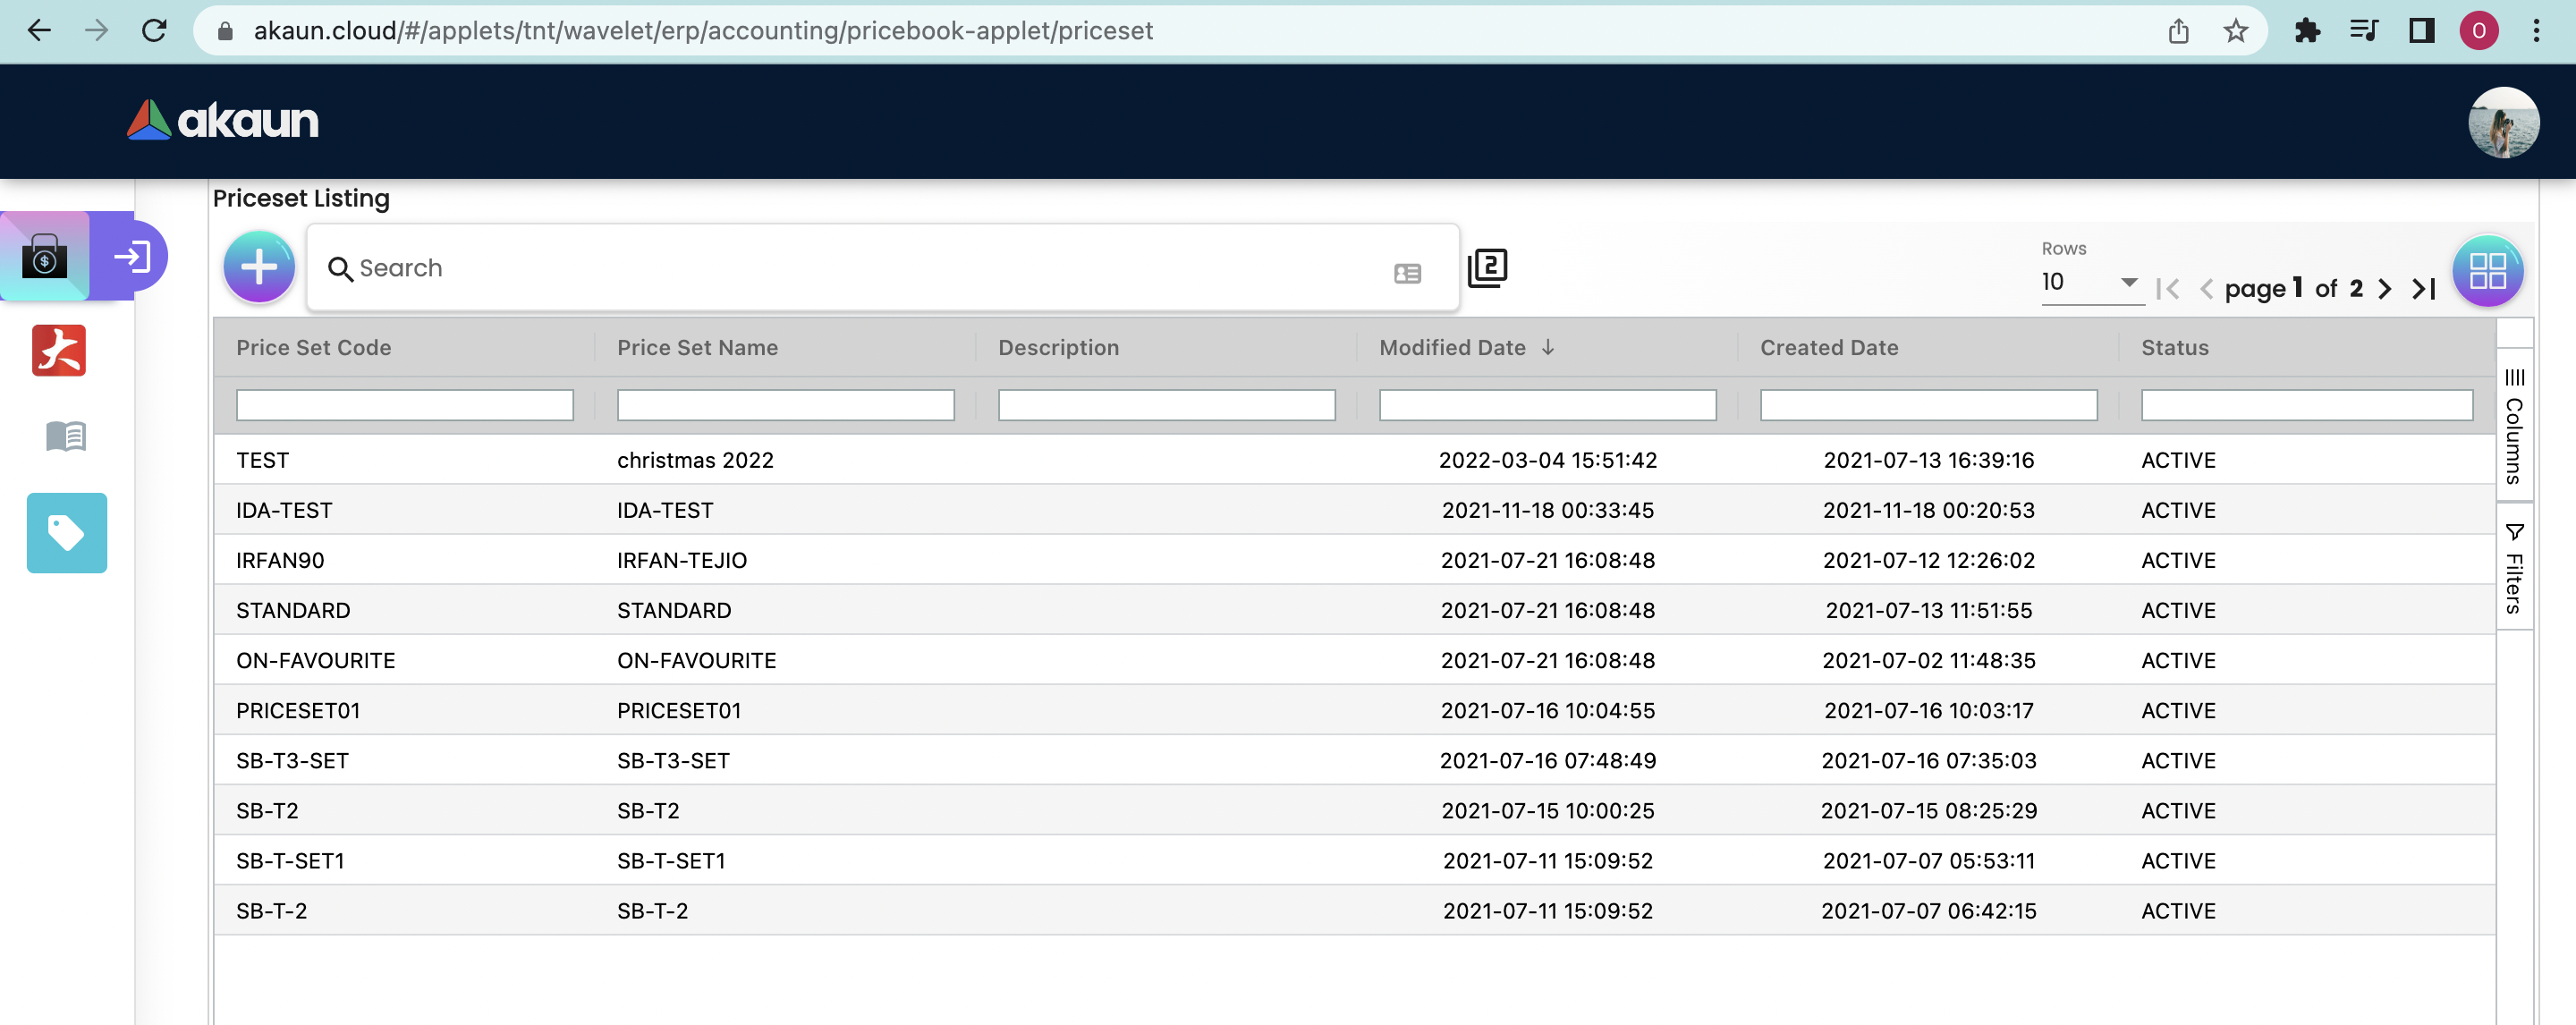 akaun.cloud/#/applets/tnt/wavelet/erp/accounting/pricebook-applet/priceset
O
akaun
Priceset Listing
$
Search
2
Rows
10
page 1 of 2
Price Set Code Price Set Name Description Modified Date Created Date Status
TEST christmas 2022 2022-03-04 15:51:42 2021-07-13 16:39:16 ACTIVE
IDA-TEST IDA-TEST 2021-11-18 00:33:45 2021-11-18 00:20:53 ACTIVE
IRFAN90 IRFAN-TEJIO 2021-07-21 16:08:48 2021-07-12 12:26:02 ACTIVE
STANDARD STANDARD 2021-07-21 16:08:48 2021-07-13 11:51:55 ACTIVE
ON-FAVOURITE ON-FAVOURITE 2021-07-21 16:08:48 2021-07-02 11:48:35 ACTIVE
PRICESET01 PRICESET01 2021-07-16 10:04:55 2021-07-16 10:03:17 ACTIVE
SB-T3-SET SB-T3-SET 2021-07-16 07:48:49 2021-07-16 07:35:03 ACTIVE
SB-T2 SB-T2 2021-07-15 10:00:25 2021-07-15 08:25:29 ACTIVE
SB-T-SET1 SB-T-SET1 2021-07-11 15:09:52 2021-07-07 05:53:11 ACTIVE
SB-T-2 SB-T-2 2021-07-11 15:09:52 2021-07-07 06:42:15 ACTIVE
Columns
Filters